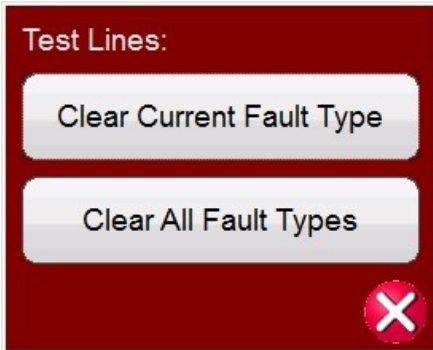 Test Lines:
Clear Current Fault Type
Clear All Fault Types